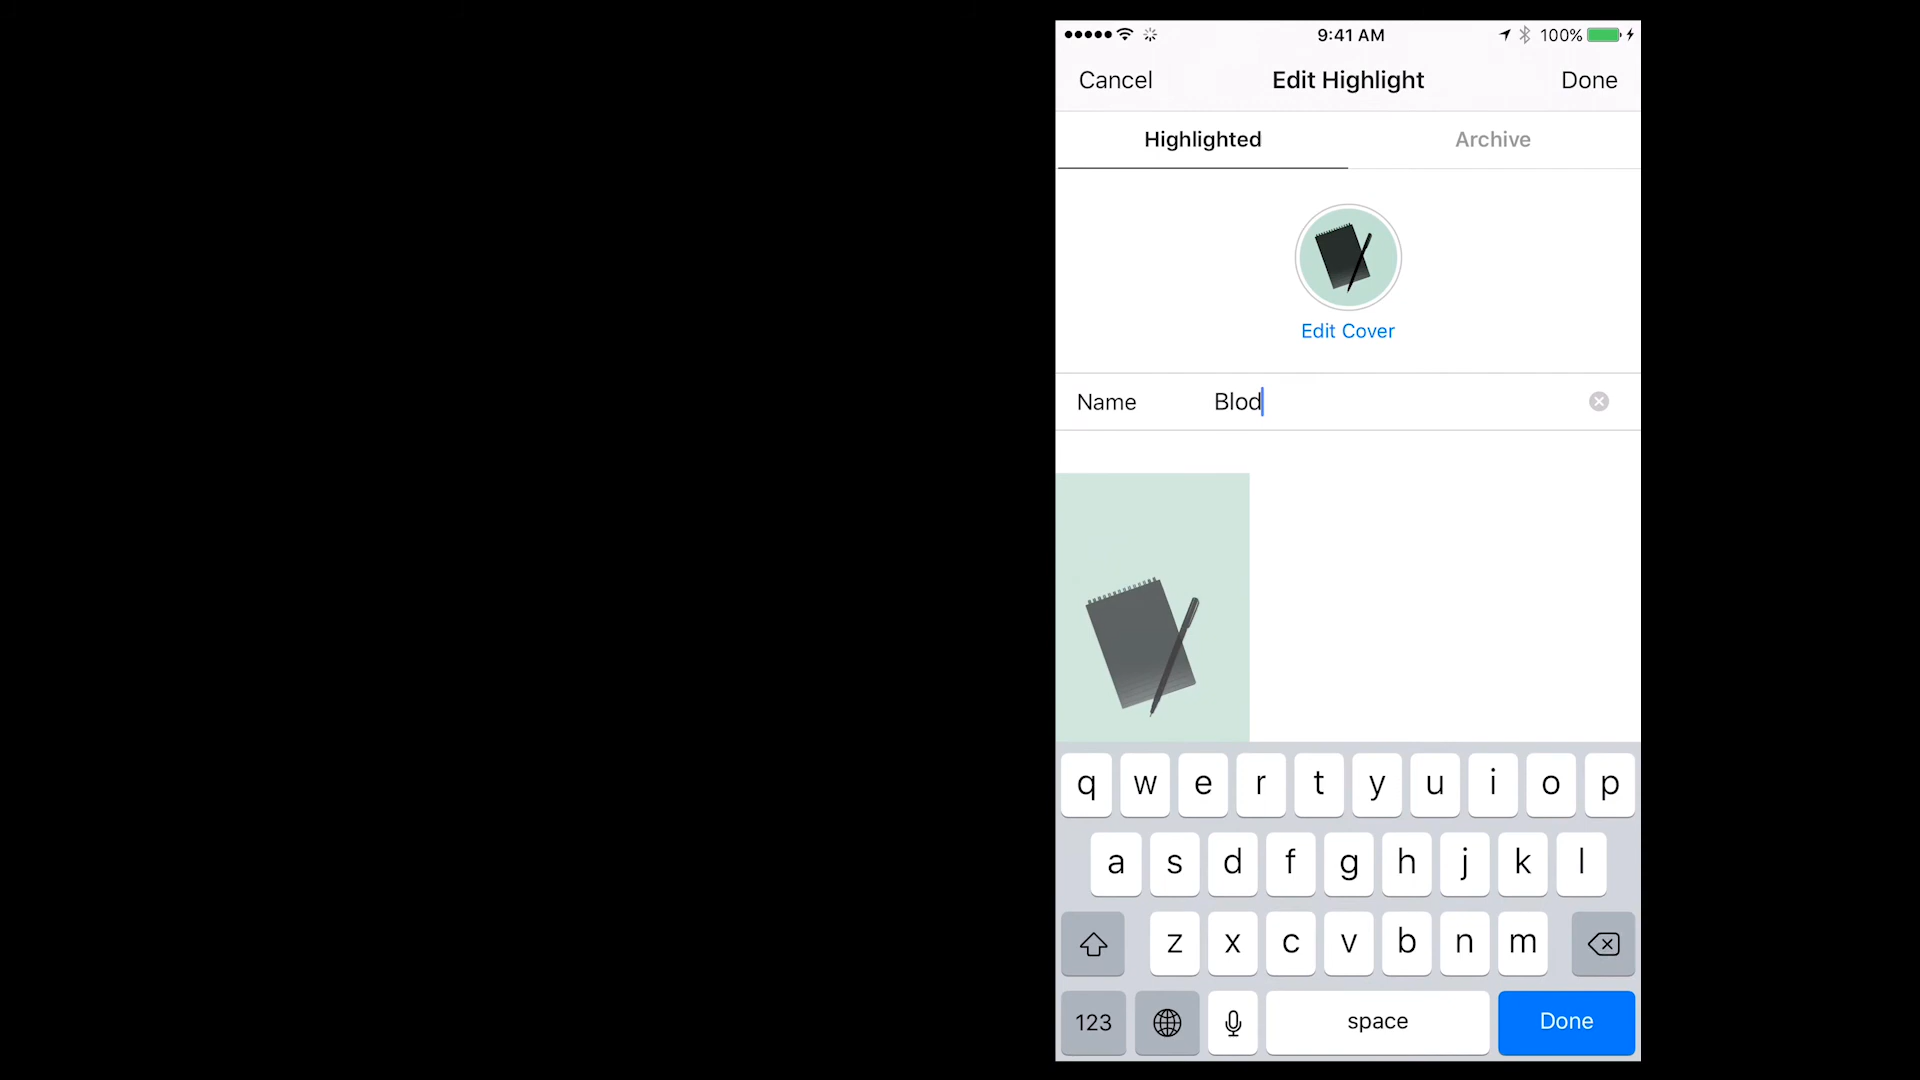 9:41 AM 100%
Cancel Edit Highlight Done
Highlighted Archive
Edit Cover
Name Blod
q w e r t y u i o p
a s d f g h j k l
z x c v b n m
123 space Done